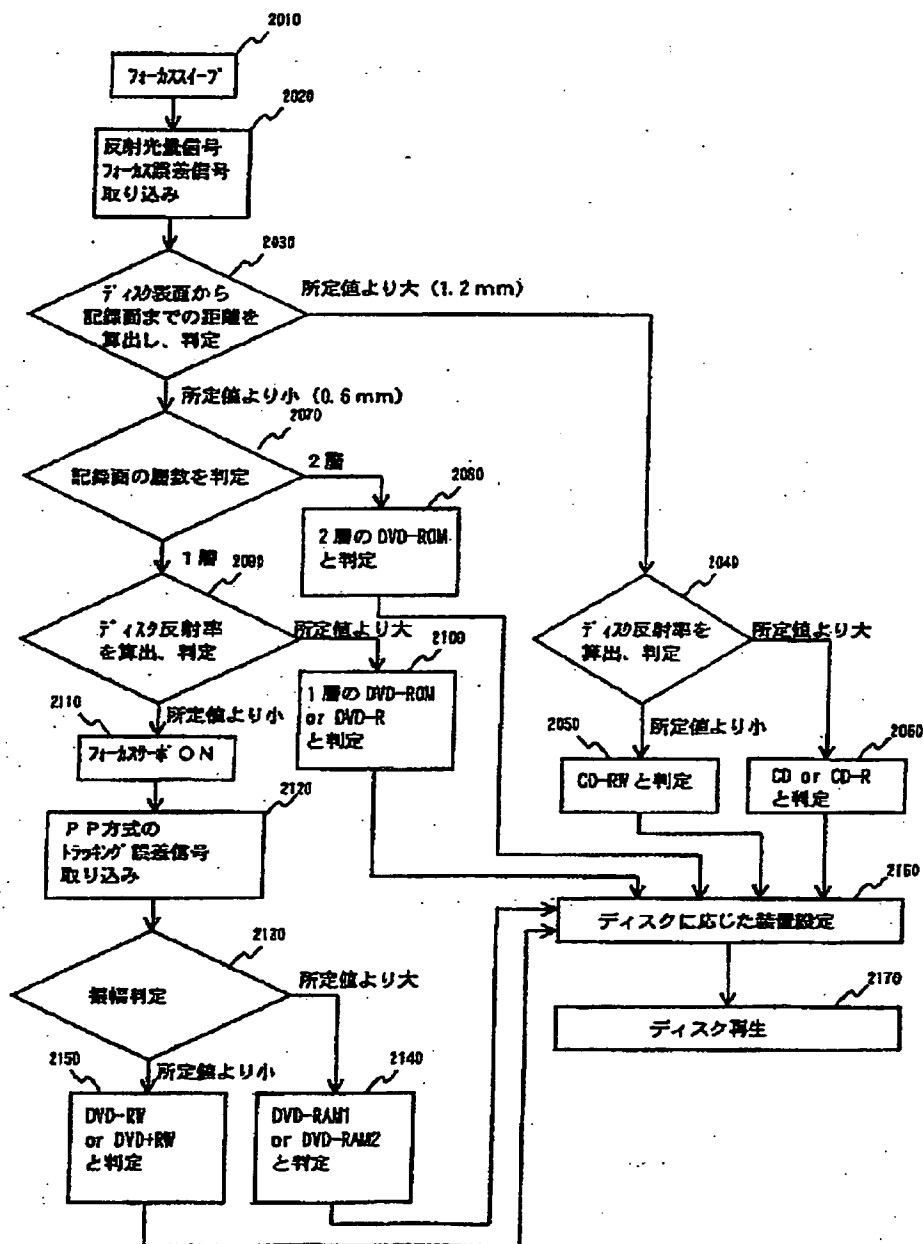 2010
フォーカススイープ
2020
反射光量信号
フォーカス誤差信号
取り込み
2030
ディスク表面から
記録面までの距離を
算出し、判定
所定値より大 (1.2mm)
所定値より小 (0.6mm)
2070
記録面の層数を判定
2層
2080
2層の DVD-ROM
と判定
1層
2090
ディスク反射率
を算出、判定
所定値より大
2100
1層の DVD-ROM
or DVD-R
と判定
2040
ディスク反射率を
算出、判定
所定値より大
所定値より小
2050
CD-RW と判定
2060
CD or CD-R
と判定
所定値より小
2110
フォーカスサーボ ON
2120
PP方式の
トラッキング誤差信号
取り込み
2130
振幅判定
所定値より大
所定値より小
2150
DVD-RW
or DVD+RW
と判定
2140
DVD-RAM1
or DVD-RAM2
と判定
2160
ディスクに応じた装置設定
2170
ディスク再生